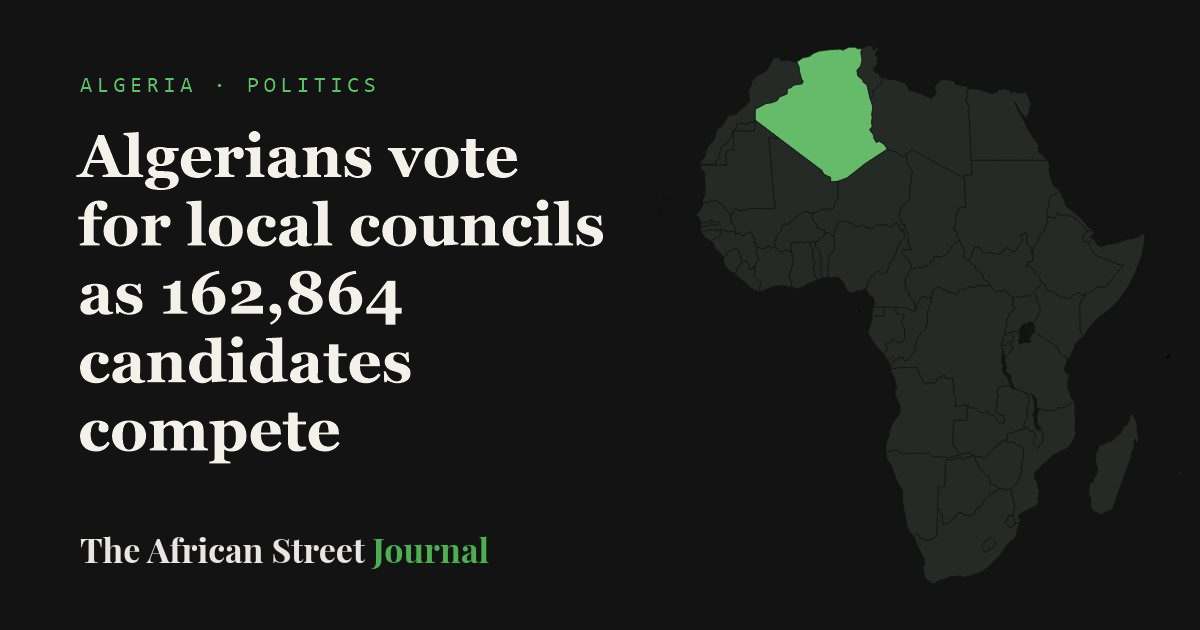 ALGERIA · POLITICS
Algerians vote
for local councils
as 162,864
candidates
compete
The African Street Journal